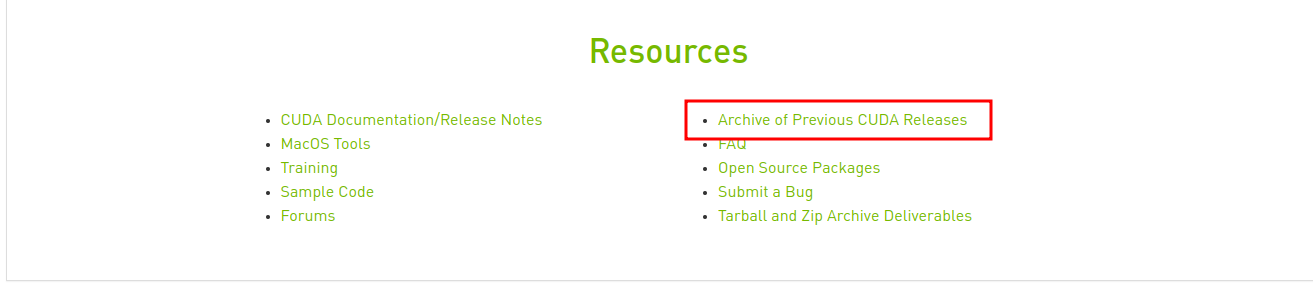 Resources
CUDA Documentation/Release Notes
MacOS Tools
Training
Sample Code
Forums
Archive of Previous CUDA Releases
FAQ
Open Source Packages
Submit a Bug
Tarball and Zip Archive Deliverables